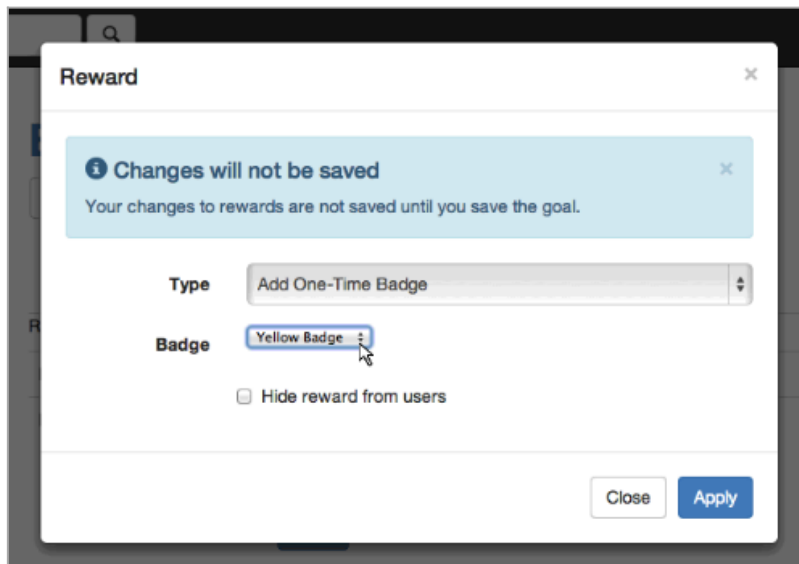 Reward
Changes will not be saved
Your changes to rewards are not saved until you save the goal.
Type
Add One-Time Badge
Badge
Yellow Badge
Hide reward from users
Close
Apply